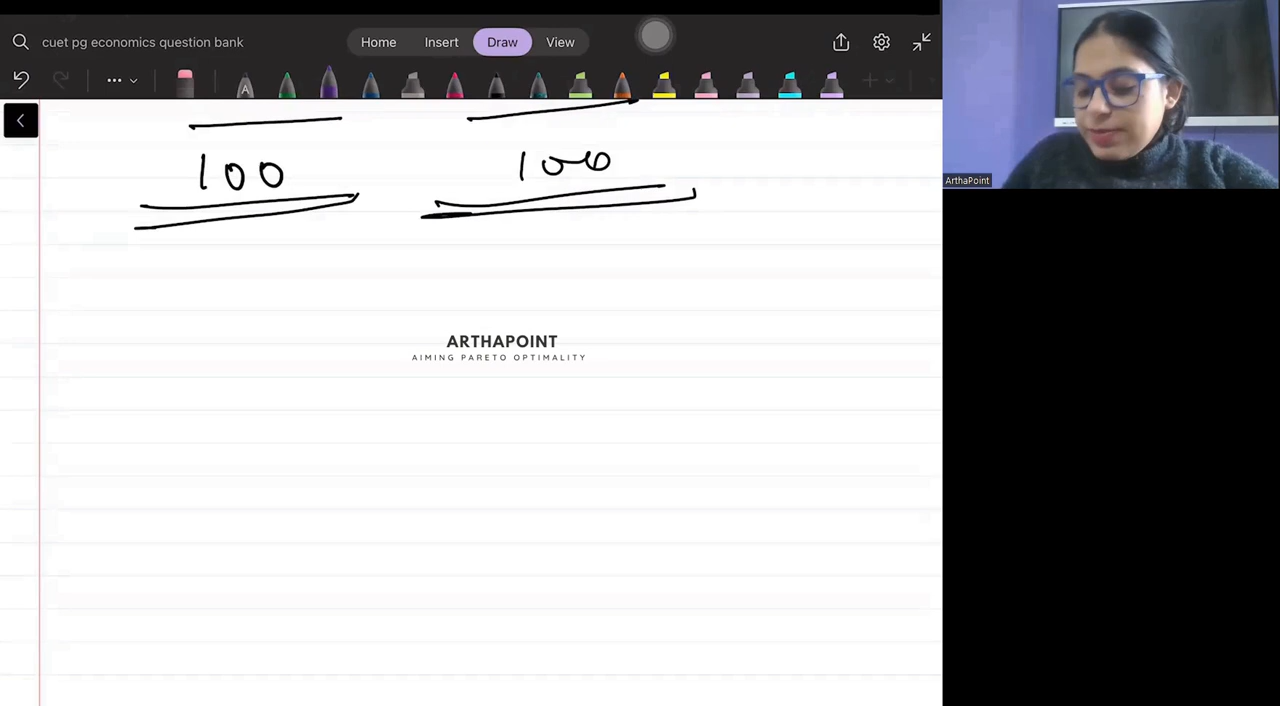 cuet pg economics question bank
Home Insert Draw View
A
100 100
ARTHAPOINT
AIMING PARETO OPTIMALITY
ArthaPoint